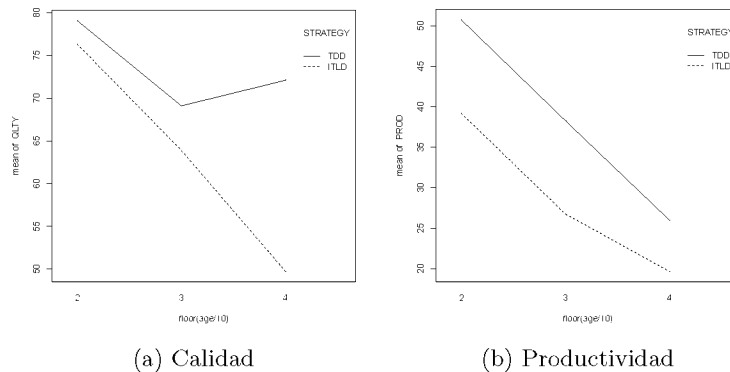 STRATEGY
TDD
ITLD
mean of QLTY
80
75
70
65
60
55
50
2
3
4
floor(age/10)
(a) Calidad
STRATEGY
TDD
ITLD
mean of PROD
50
45
40
35
30
25
20
2
3
4
floor(age/10)
(b) Productividad